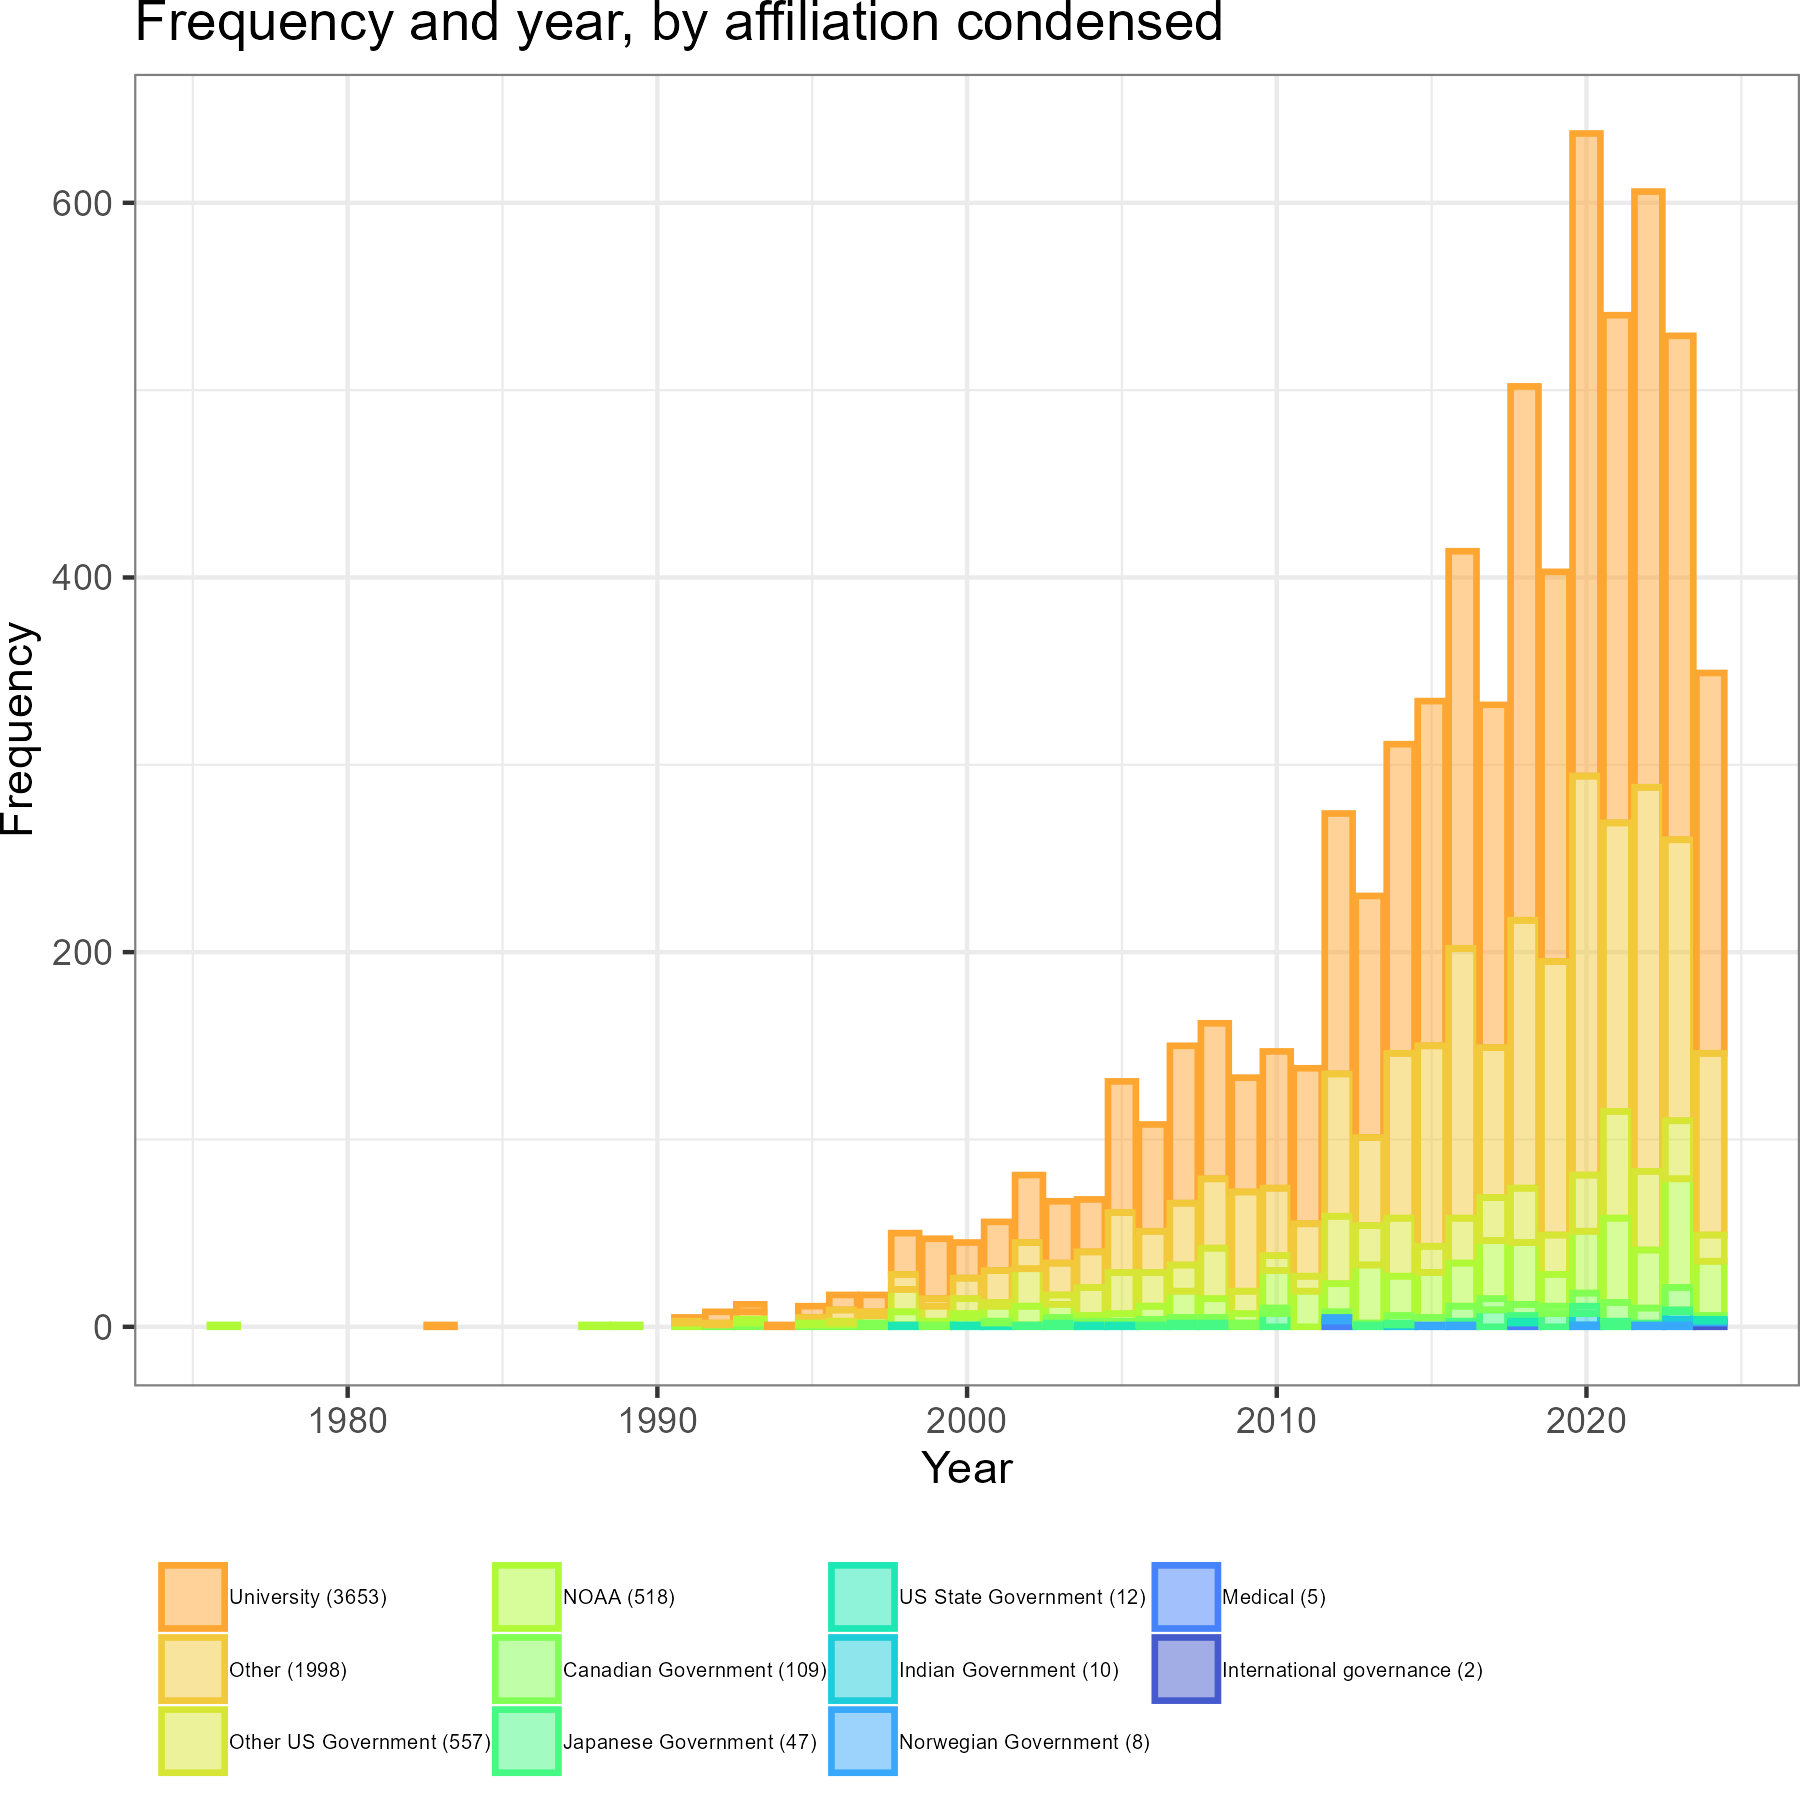 Frequency and year, by affiliation condensed
Frequency
600
400
200
0
1980 1990 2000 2010 2020
Year
University (3653) NOAA (518) US State Government (12) Medical (5)
Other (1998) Canadian Government (109) Indian Government (10) International governance (2)
Other US Government (557) Japanese Government (47) Norwegian Government (8)